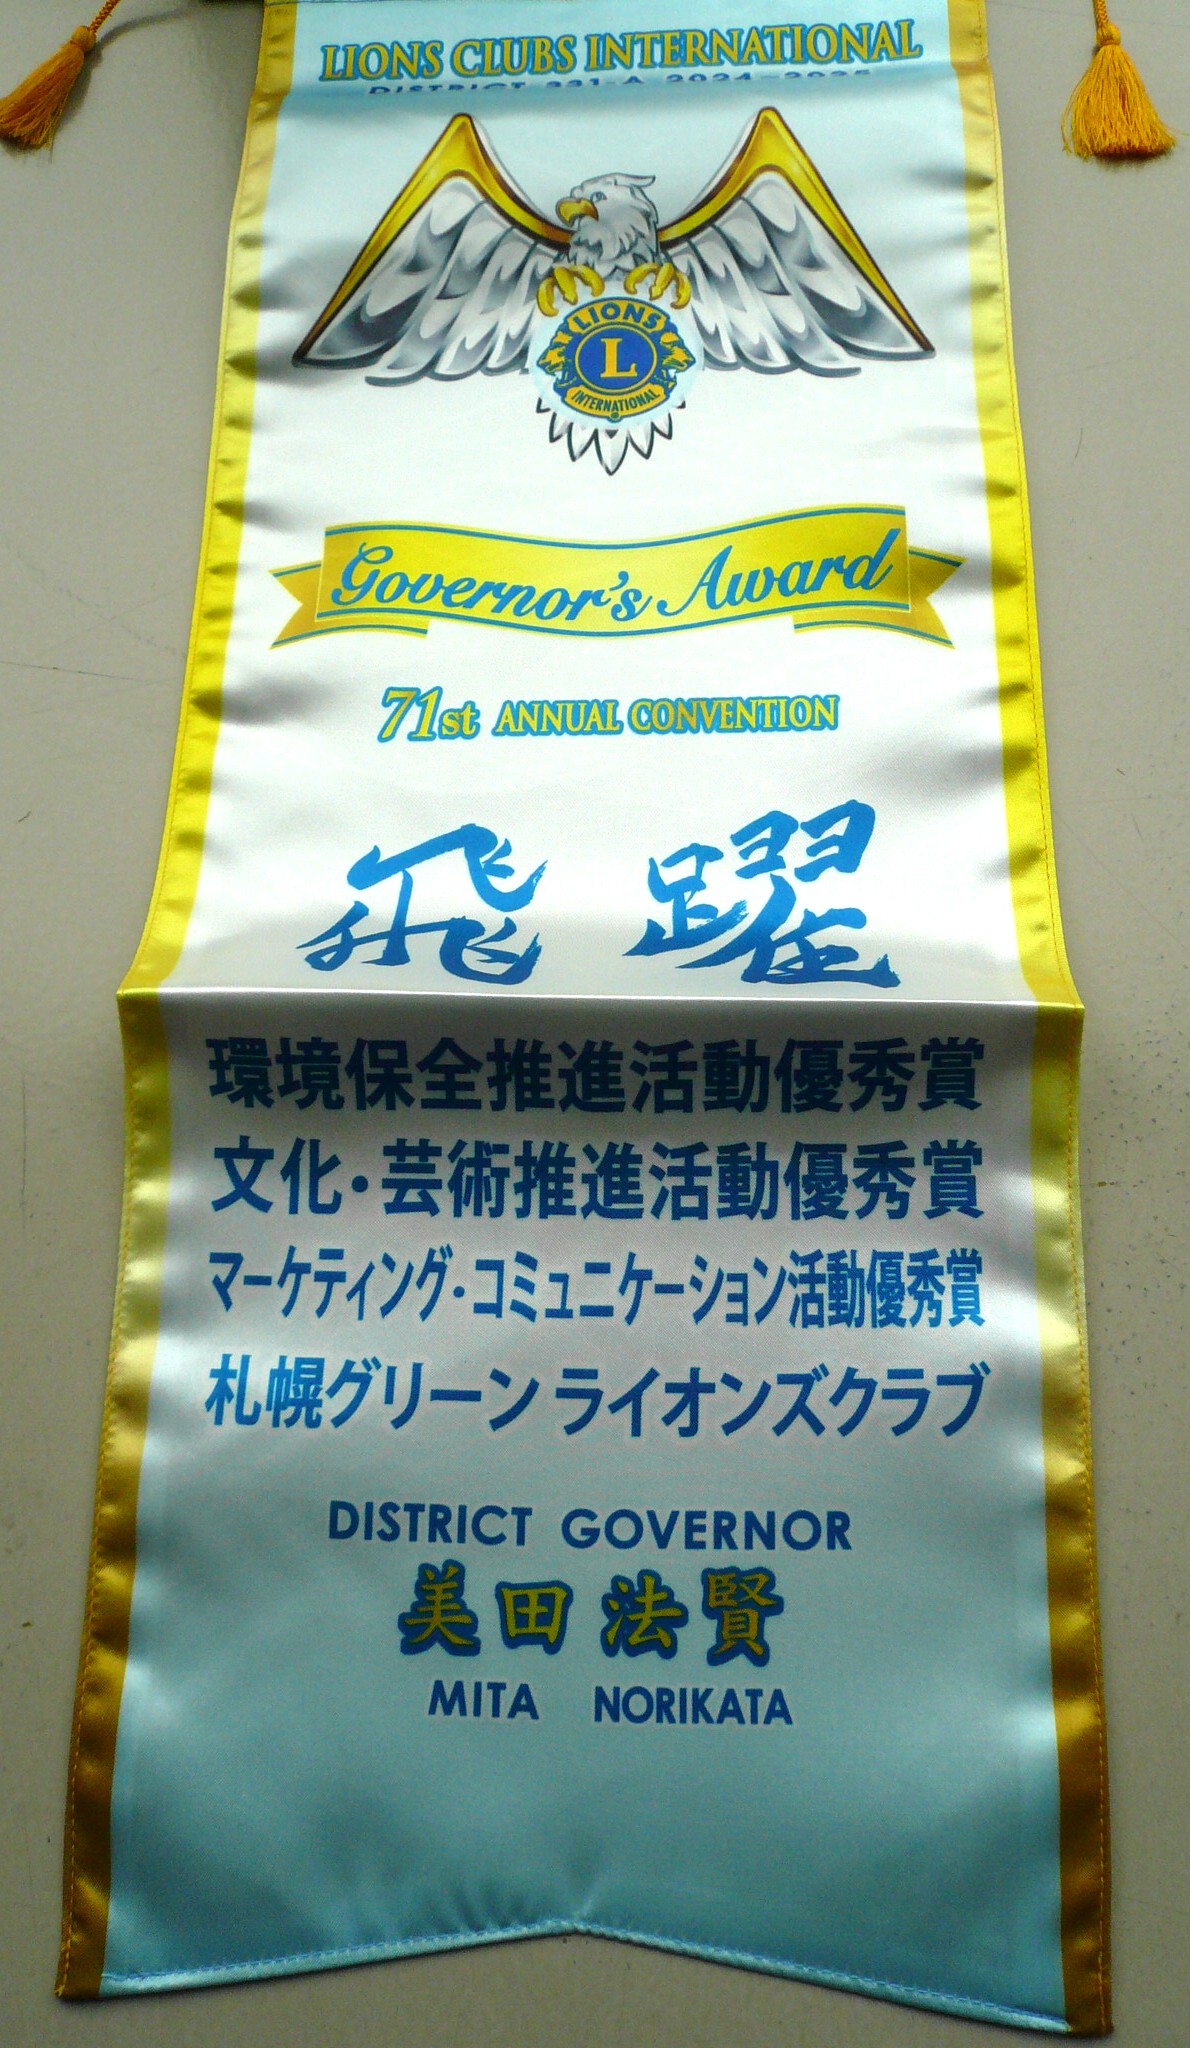 LIONS CLUBS INTERNATIONAL
DISTRICT 331-A 2024-2025
LIONS
L
INTERNATIONAL
Governor's Award
71st ANNUAL CONVENTION
飛躍
環境保全推進活動優秀賞
文化・芸術推進活動優秀賞
マーケティング・コミュニケーション活動優秀賞
札幌グリーンライオンズクラブ
DISTRICT GOVERNOR
美田法賢
MITA NORIKATA